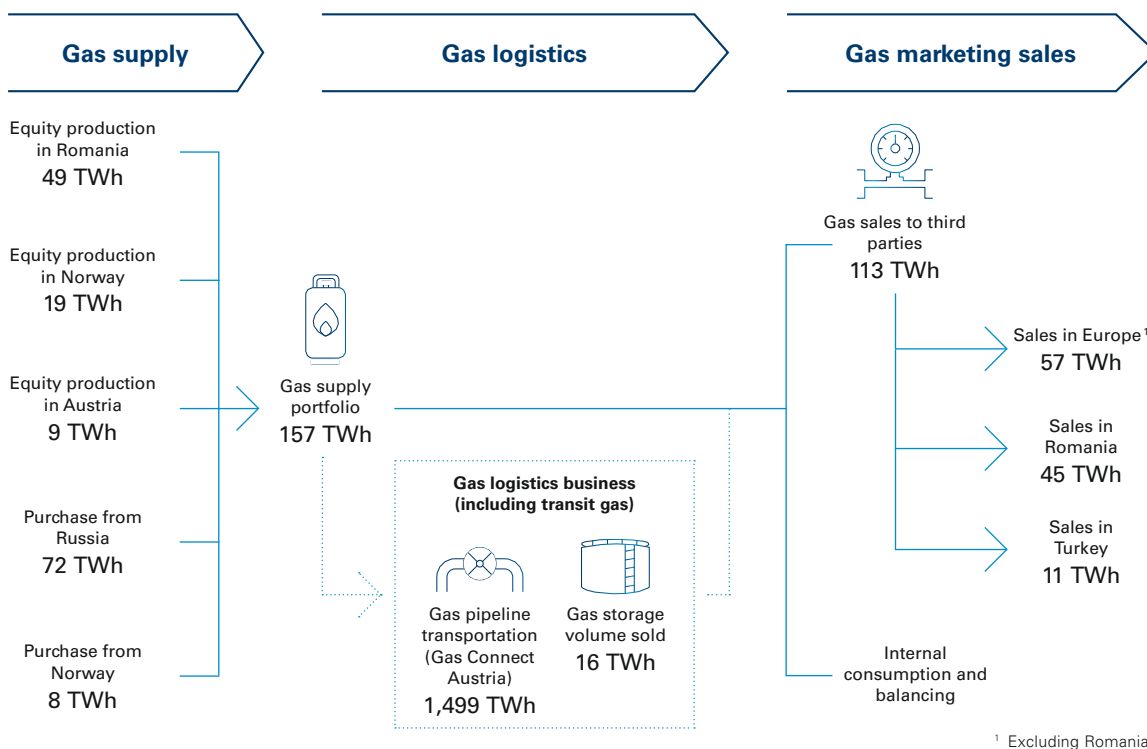 Gas supply
Gas logistics
Gas marketing sales
Equity production
in Romania
49 TWh
Equity production
in Norway
19 TWh
Equity production
in Austria
9 TWh
Purchase from
Russia
72 TWh
Purchase from
Norway
8 TWh
Gas supply
portfolio
157 TWh
Gas logistics business
(including transit gas)
Gas pipeline
transportation
(Gas Connect
Austria)
1,499 TWh
Gas storage
volume sold
16 TWh
Gas sales to third
parties
113 TWh
Sales in Europe¹
57 TWh
Sales in
Romania
45 TWh
Sales in
Turkey
11 TWh
Internal
consumption and
balancing
¹ Excluding Romania